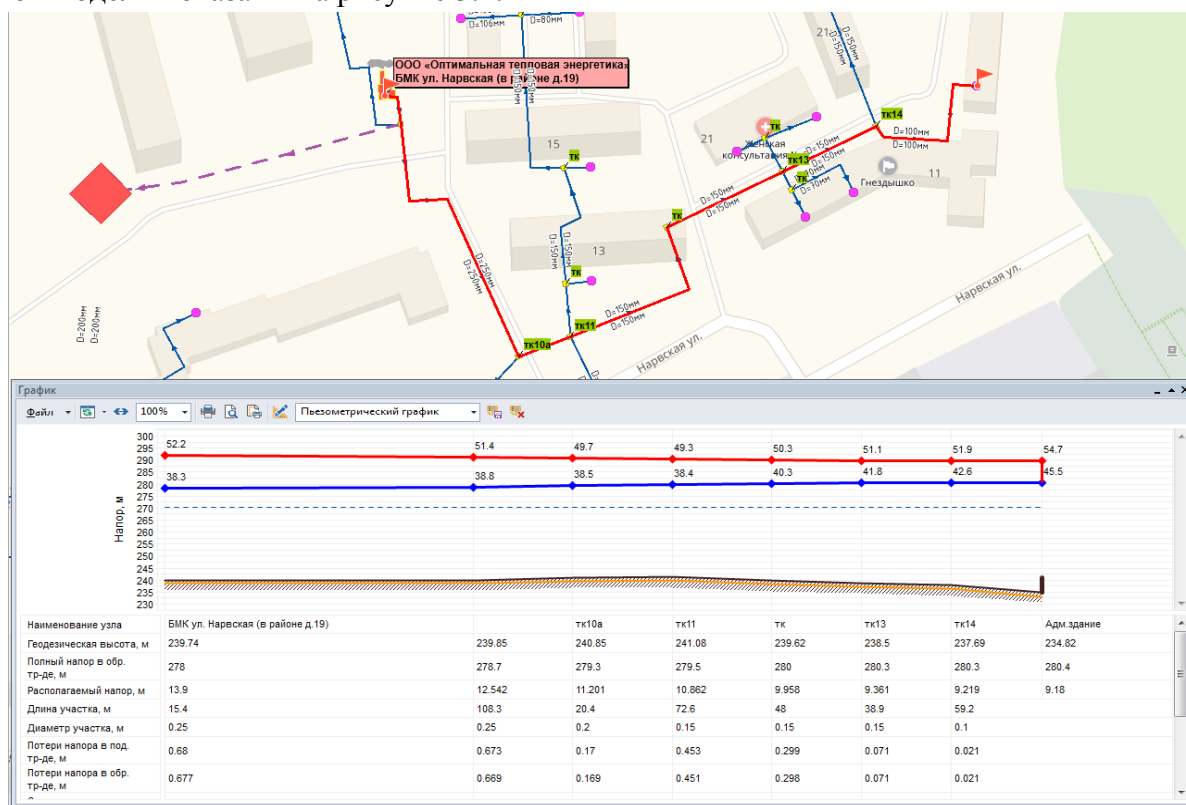 D=106мм
D=80мм
ООО «Оптимальная тепловая энергетика»
БМК ул. Нарвская (в районе д.19)
D=150мм
D=150мм
21
D=150мм
D=150мм
тк14
D=100мм
D=100мм
15
тк
21
тк
Женская
консультация
D=150мм
D=150мм
тк13
тк
D=10мм
11
Гнездышко
D=150мм
D=150мм
тк
D=150мм
D=150мм
13
тк
D=250мм
D=250мм
D=150мм
D=150мм
тк11
тк10а
Нарвская ул.
Нарвская ул.
D=200мм
D=200мм
График
Файл 100% Пьезометрический график
Напор, м
300
295
290
285
280
275
270
265
260
255
250
245
240
235
230
52.2 51.4 49.7 49.3 50.3 51.1 51.9 54.7
38.3 38.8 38.5 38.4 40.3 41.8 42.6 45.5
Наименование узла БМК ул. Нарвская (в районе д.19) тк10а тк11 тк тк13 тк14 Адм.здание
Геодезическая высота, м 239.74 239.85 240.85 241.08 239.62 238.5 237.69 234.82
Полный напор в обр. тр-де, м 278 278.7 279.3 279.5 280 280.3 280.3 280.4
Располагаемый напор, м 13.9 12.542 11.201 10.862 9.958 9.361 9.219 9.18
Длина участка, м 15.4 108.3 20.4 72.6 48 38.9 59.2
Диаметр участка, м 0.25 0.25 0.2 0.15 0.15 0.15 0.1
Потери напора в под. тр-де, м 0.68 0.673 0.17 0.453 0.299 0.071 0.021
Потери напора в обр. тр-де, м 0.677 0.669 0.169 0.451 0.298 0.071 0.021